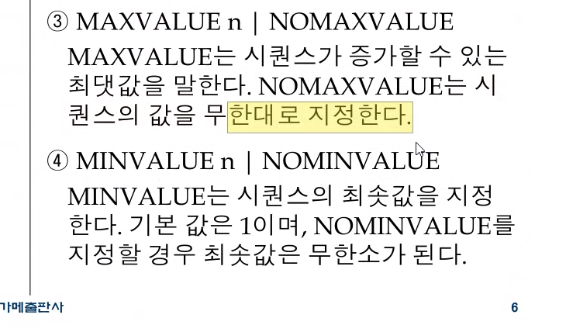 ③ MAXVALUE n | NOMAXVALUE
MAXVALUE는 시퀀스가 증가할 수 있는
최댓값을 말한다. NOMAXVALUE는 시
퀀스의 값을 무한대로 지정한다.
④ MINVALUE n | NOMINVALUE
MINVALUE는 시퀀스의 최솟값을 지정
한다. 기본 값은 1이며, NOMINVALUE를
지정할 경우 최솟값은 무한소가 된다.
가메출판사 6